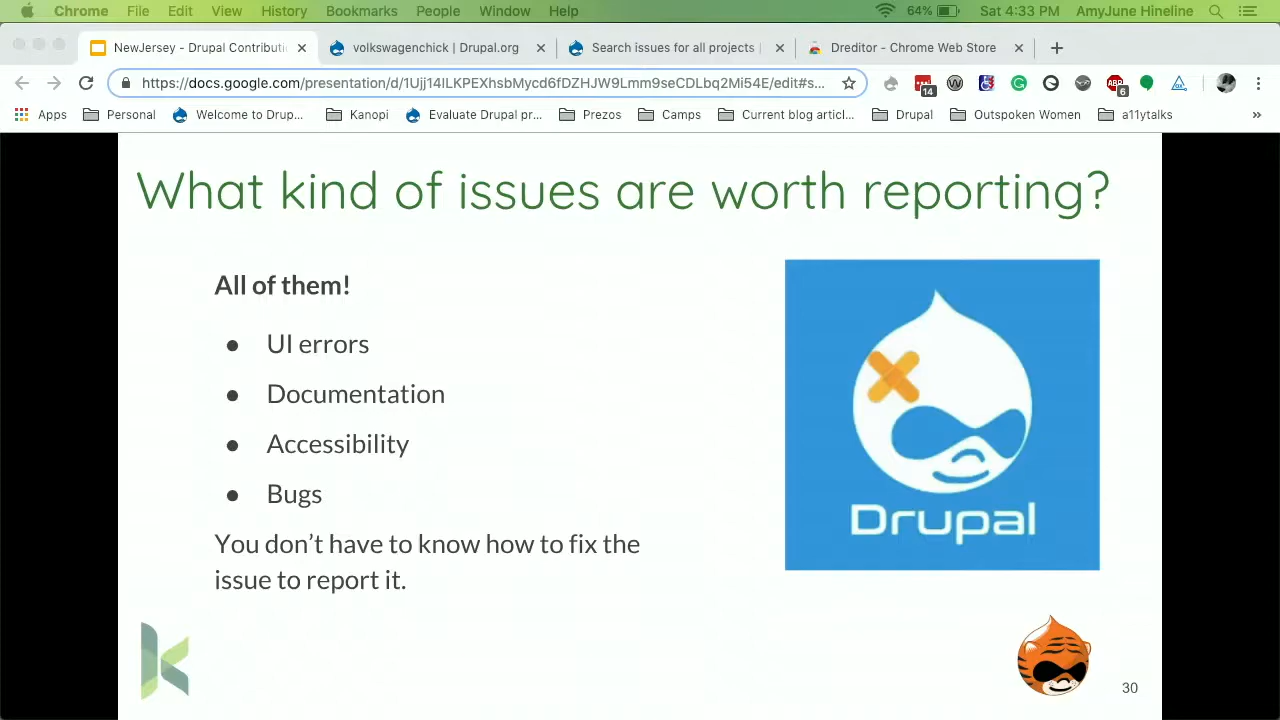 Chrome File Edit View History Bookmarks People Window Help 64% Sat 4:33 PM AmyJune Hineline
NewJersey - Drupal Contributi volkswagenchick | Drupal.org Search issues for all projects | Dreditor - Chrome Web Store
https://docs.google.com/presentation/d/1Ujj14lLKPEXhsbMycd6fDZHJW9Lmm9seCDLbq2Mi54E/edit#s... 14 ABP 6
Apps Personal Welcome to Drup... Kanopi Evaluate Drupal pr... Prezos Camps Current blog articl... Drupal Outspoken Women a11ytalks »
What kind of issues are worth reporting?
All of them!
● UI errors
● Documentation
● Accessibility
● Bugs
You don’t have to know how to fix the
issue to report it.
Drupal
30